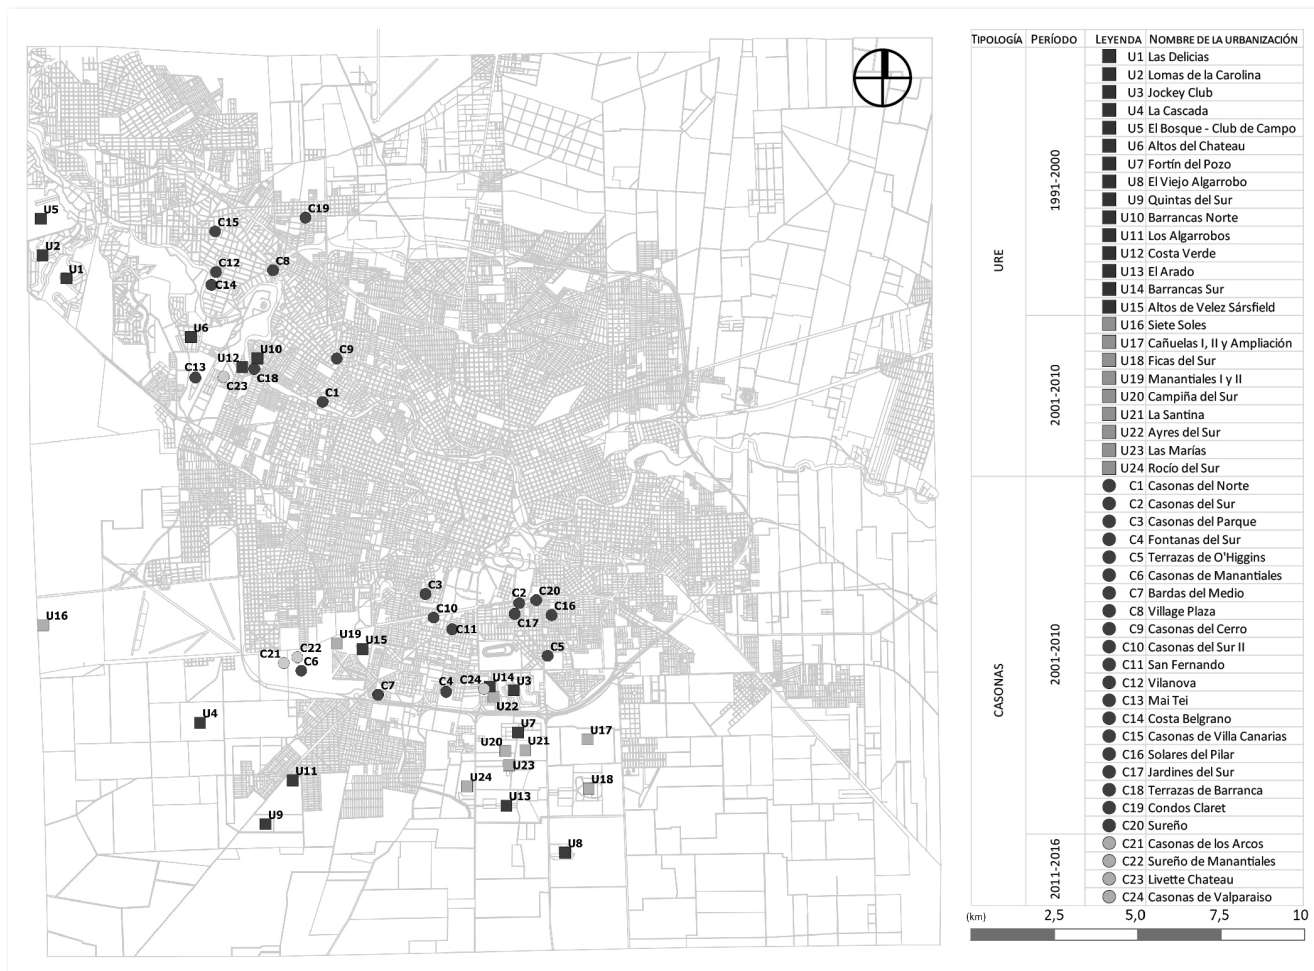 U5
U2
U1
C15
C19
C12
C8
C14
U6
U12
U10
C13
C23
C18
C9
C1
C3
C10
C11
C2
C20
C17
C16
C5
U16
U19
U15
C21
C22
C6
C7
C4
C24
U14
U3
U22
U4
U7
U17
U20
U21
U23
U24
U18
U11
U13
U9
U8
TIPOLOGÍA PERÍODO LEYENDA NOMBRE DE LA URBANIZACIÓN
URE
1991-2000
U1 Las Delicias
U2 Lomas de la Carolina
U3 Jockey Club
U4 La Cascada
U5 El Bosque - Club de Campo
U6 Altos del Chateau
U7 Fortín del Pozo
U8 El Viejo Algarrobo
U9 Quintas del Sur
U10 Barrancas Norte
U11 Los Algarrobos
U12 Costa Verde
U13 El Arado
U14 Barrancas Sur
U15 Altos de Velez Sársfield
2001-2010
U16 Siete Soles
U17 Cañuelas I, II y Ampliación
U18 Ficas del Sur
U19 Manantiales I y II
U20 Campiña del Sur
U21 La Santina
U22 Ayres del Sur
U23 Las Marías
U24 Rocío del Sur
CASONAS
2001-2010
C1 Casonas del Norte
C2 Casonas del Sur
C3 Casonas del Parque
C4 Fontanas del Sur
C5 Terrazas de O'Higgins
C6 Casonas de Manantiales
C7 Bardas del Medio
C8 Village Plaza
C9 Casonas del Cerro
C10 Casonas del Sur II
C11 San Fernando
C12 Vilanova
C13 Mai Tei
C14 Costa Belgrano
C15 Casonas de Villa Canarias
C16 Solares del Pilar
C17 Jardines del Sur
C18 Terrazas de Barranca
C19 Condos Claret
C20 Sureño
2011-2016
C21 Casonas de los Arcos
C22 Sureño de Manantiales
C23 Livette Chateau
C24 Casonas de Valparaiso
(km) 2,5 5,0 7,5 10